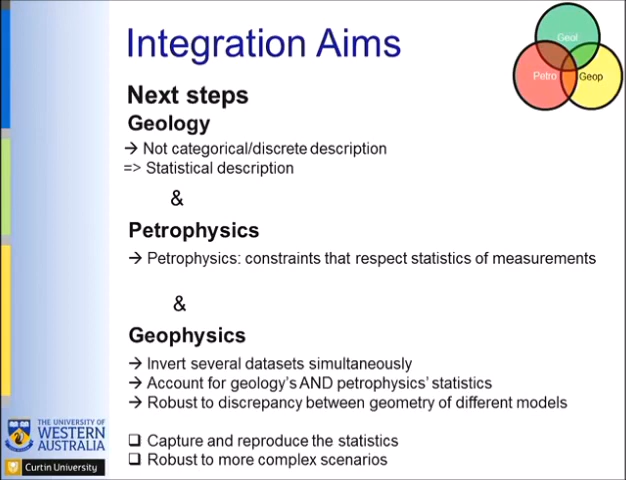 Integration Aims
Geol
Petro
Geop
Next steps
Geology
→ Not categorical/discrete description
=> Statistical description
&
Petrophysics
→ Petrophysics: constraints that respect statistics of measurements
&
Geophysics
→ Invert several datasets simultaneously
→ Account for geology's AND petrophysics' statistics
→ Robust to discrepancy between geometry of different models
❑ Capture and reproduce the statistics
❑ Robust to more complex scenarios
THE UNIVERSITY OF
WESTERN
AUSTRALIA
Curtin University